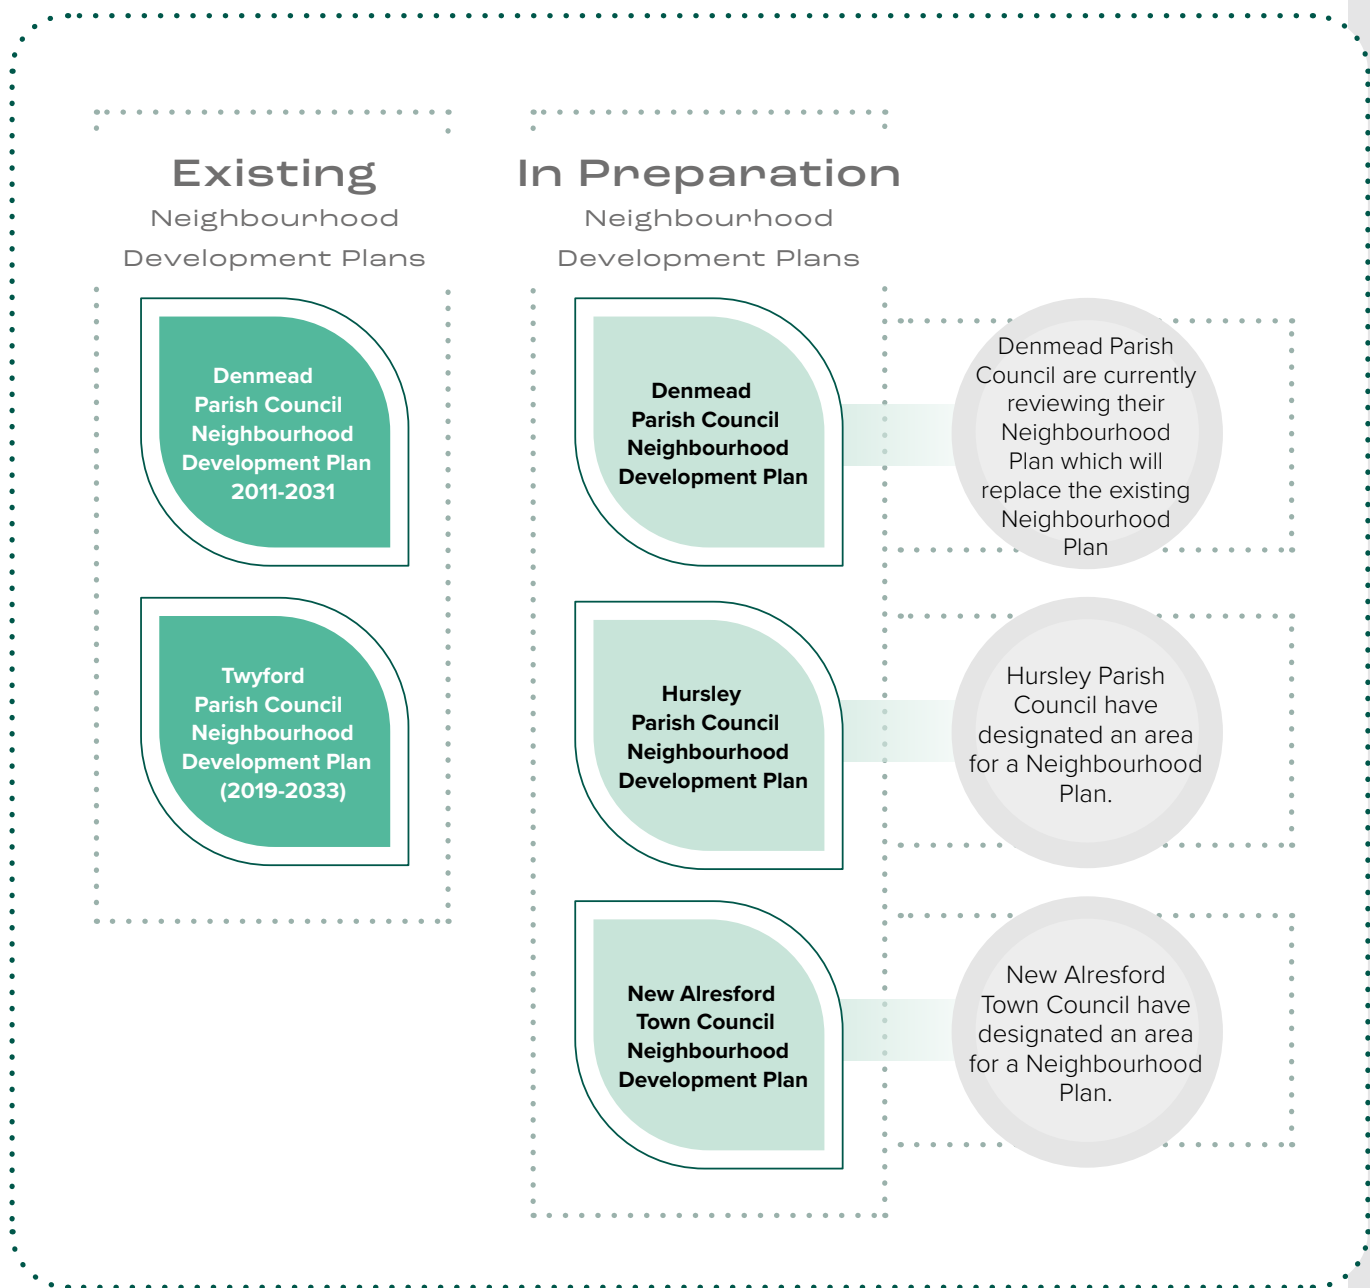 Existing
Neighbourhood
Development Plans
Denmead
Parish Council
Neighbourhood
Development Plan
2011-2031
Twyford
Parish Council
Neighbourhood
Development Plan
(2019-2033)
In Preparation
Neighbourhood
Development Plans
Denmead
Parish Council
Neighbourhood
Development Plan
Denmead Parish
Council are currently
reviewing their
Neighbourhood
Plan which will
replace the existing
Neighbourhood
Plan
Hursley
Parish Council
Neighbourhood
Development Plan
Hursley Parish
Council have
designated an area
for a Neighbourhood
Plan.
New Alresford
Town Council
Neighbourhood
Development Plan
New Alresford
Town Council have
designated an area
for a Neighbourhood
Plan.